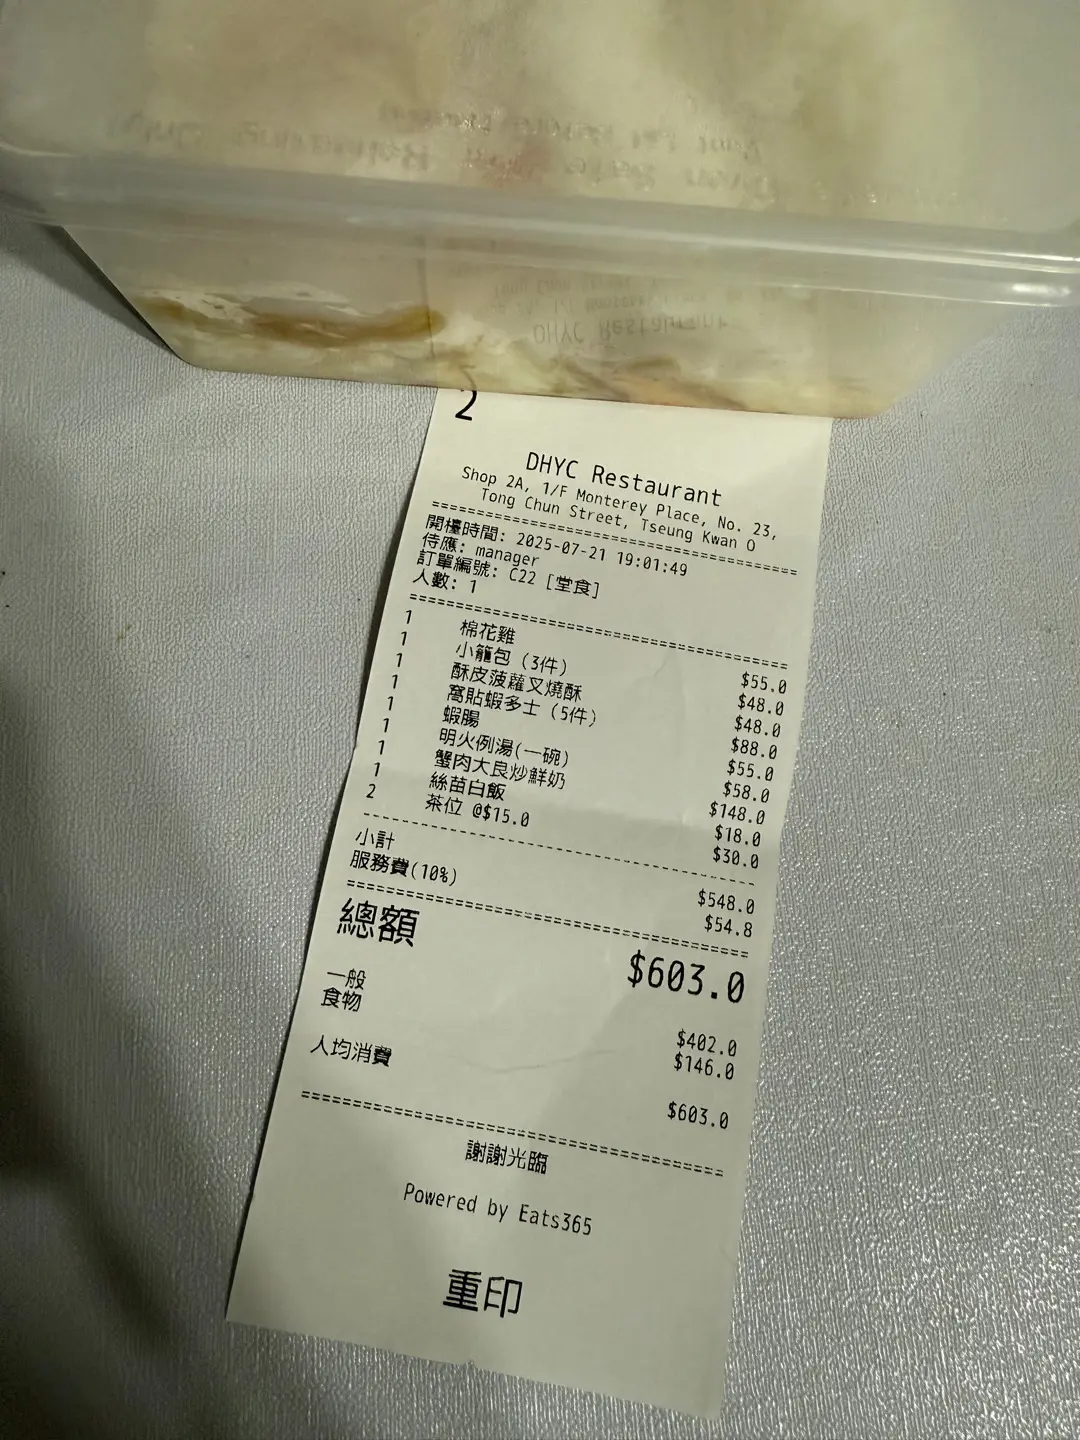 2
DHYC Restaurant
Shop 2A, 1/F Monterey Place, No. 23,
Tong Chun Street, Tseung Kwan O
開檯時間: 2025-07-21 19:01:49
侍應: manager
訂單編號: C22 [堂食]
人數: 1
1 棉花雞 $55.0
1 小籠包 (3件) $48.0
1 酥皮菠蘿叉燒酥 $48.0
1 窩貼蝦多士 (5件) $88.0
1 蝦腸 $55.0
1 明火例湯(一碗) $58.0
1 蟹肉大良炒鮮奶 $148.0
1 絲苗白飯 $18.0
2 茶位 @$15.0 $30.0
小計 $548.0
服務費(10%) $54.8
總額 $603.0
一般 $402.0
食物 $146.0
人均消費 $603.0
謝謝光臨
Powered by Eats365
重印